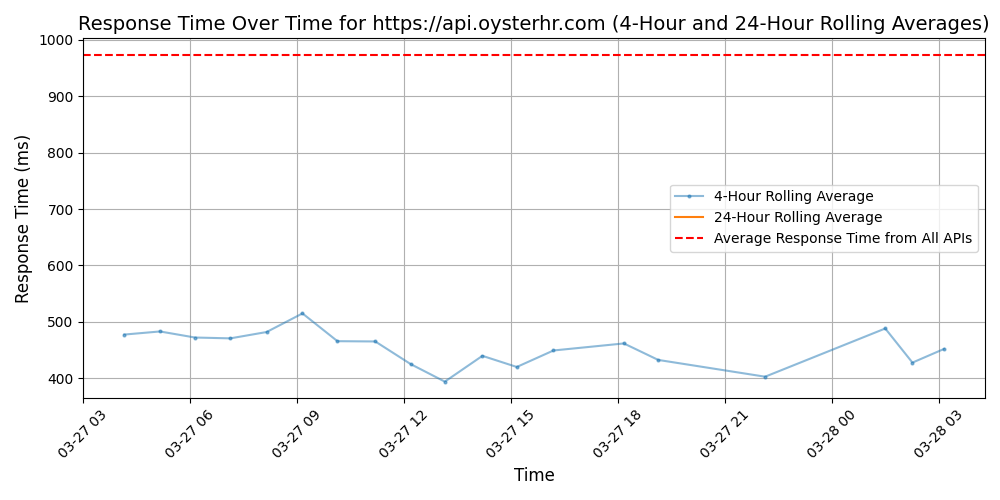 Response Time Over Time for https://api.oysterhr.com (4-Hour and 24-Hour Rolling Averages)
Response Time (ms)
1000
900
800
700
600
500
400
4-Hour Rolling Average
24-Hour Rolling Average
Average Response Time from All APIs
03-27 03
03-27 06
03-27 09
03-27 12
03-27 15
03-27 18
03-27 21
03-28 00
03-28 03
Time